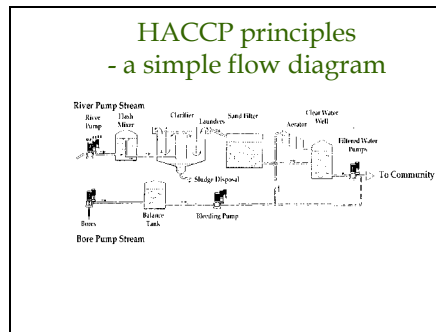 HACCP principles
- a simple flow diagram
River Pump Stream
River
Pump
Flash
Mixer
Clarifier
Launders
Sand Filter
Aerator
Clear Water
Well
Filtered Water
Pumps
To Community
Sludge Disposal
Bores
Balance
Tank
Bleeding Pump
Bore Pump Stream